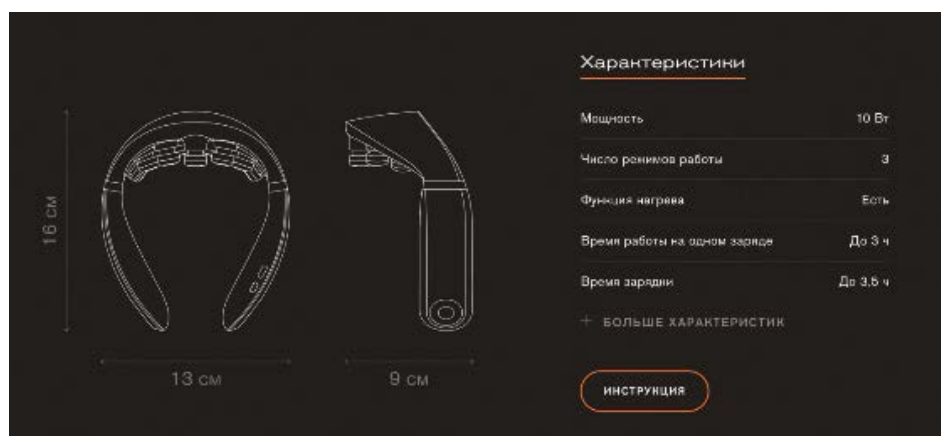 Характеристики
Мощность 10 Вт
Число режимов работы 3
Функция нагрева Есть
Время работы на одном заряде До 3 ч
Время зарядки До 3,5 ч
+ БОЛЬШЕ ХАРАКТЕРИСТИК
ИНСТРУКЦИЯ
16 см
13 см
9 см